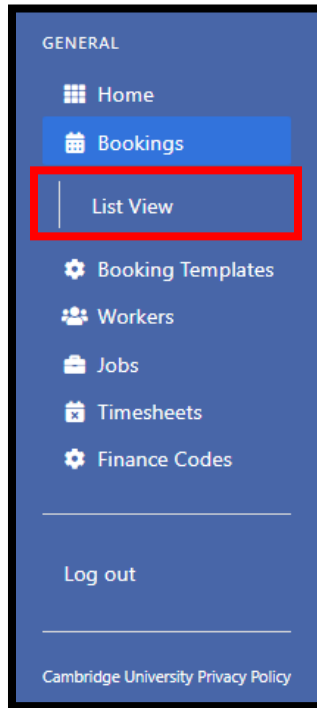 GENERAL
Home
Bookings
List View
Booking Templates
Workers
Jobs
Timesheets
Finance Codes
Log out
Cambridge University Privacy Policy